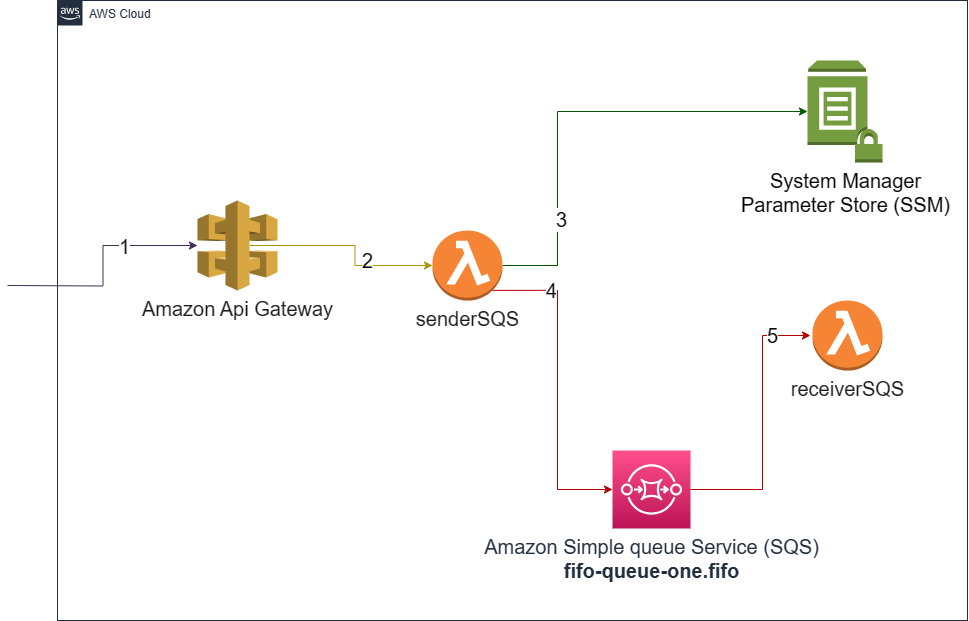 aws
AWS Cloud
System Manager
Parameter Store (SSM)
3
1
2
Amazon Api Gateway
4
senderSQS
5
receiverSQS
Amazon Simple queue Service (SQS)
fifo-queue-one.fifo